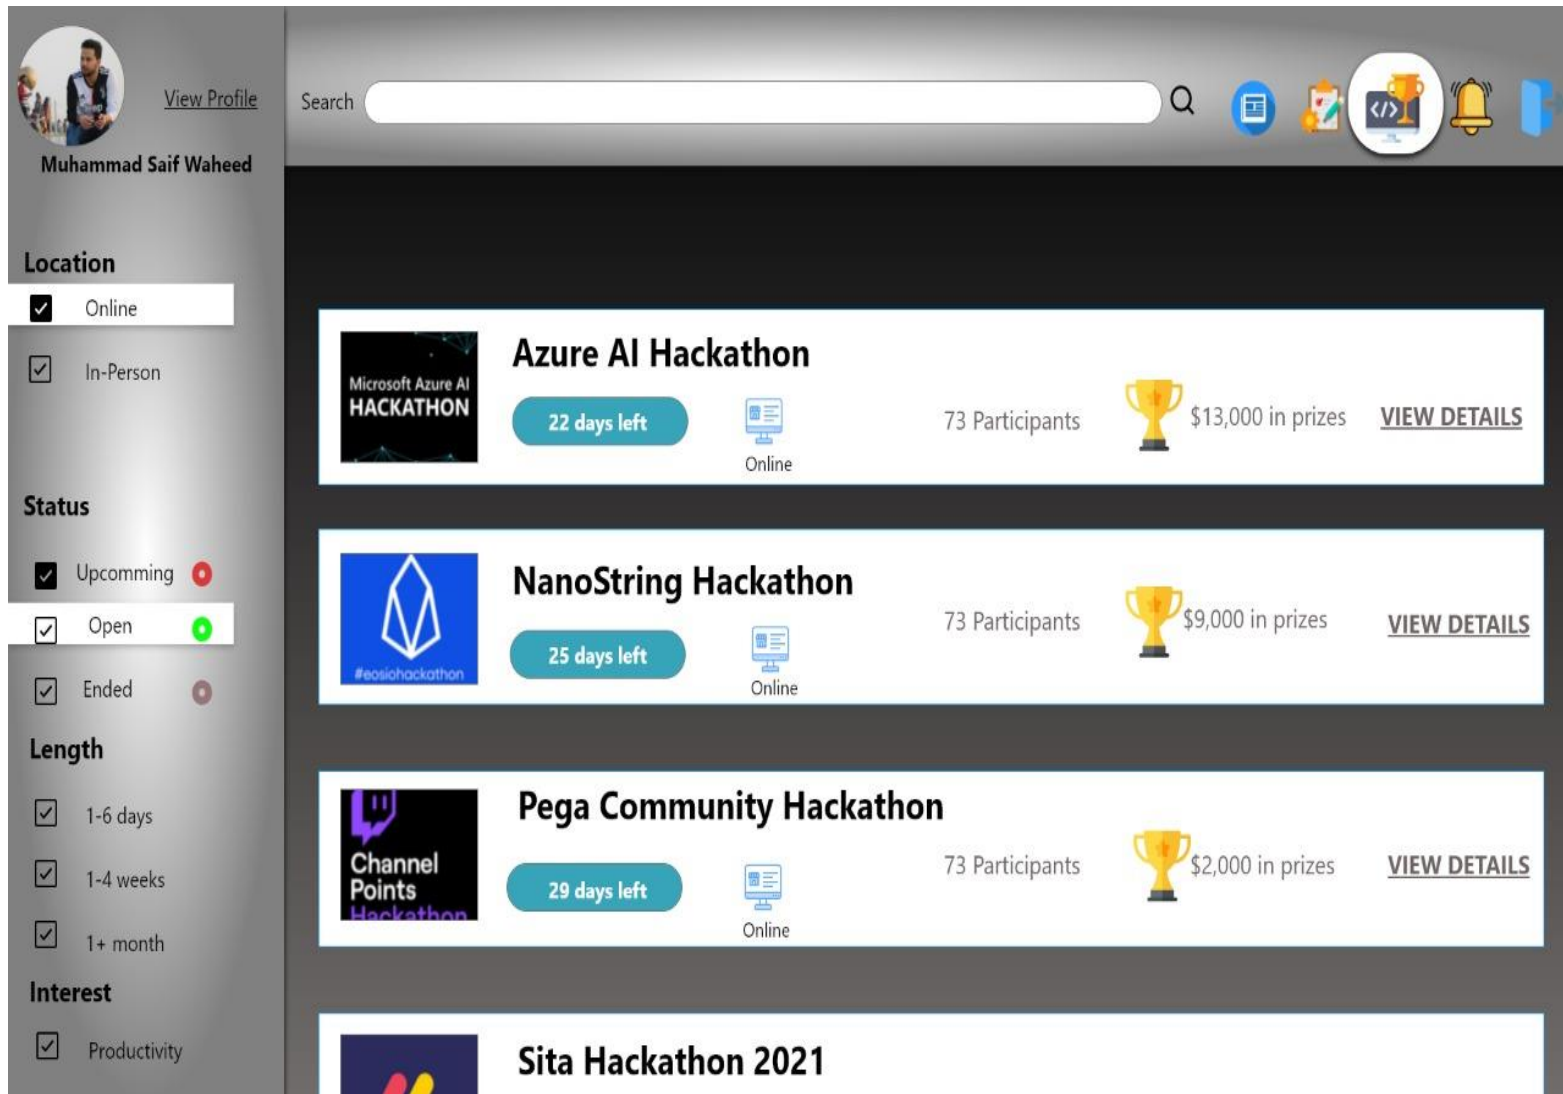 View Profile
Muhammad Saif Waheed
Search
Location
Online
In-Person
Status
Upcomming
Open
Ended
Length
1-6 days
1-4 weeks
1+ month
Interest
Productivity
Microsoft Azure AI
HACKATHON
Azure AI Hackathon
22 days left
Online
73 Participants
$13,000 in prizes
VIEW DETAILS
#eosiohackathon
NanoString Hackathon
25 days left
Online
73 Participants
$9,000 in prizes
VIEW DETAILS
Channel
Points
Hackathon
Pega Community Hackathon
29 days left
Online
73 Participants
$2,000 in prizes
VIEW DETAILS
Sita Hackathon 2021